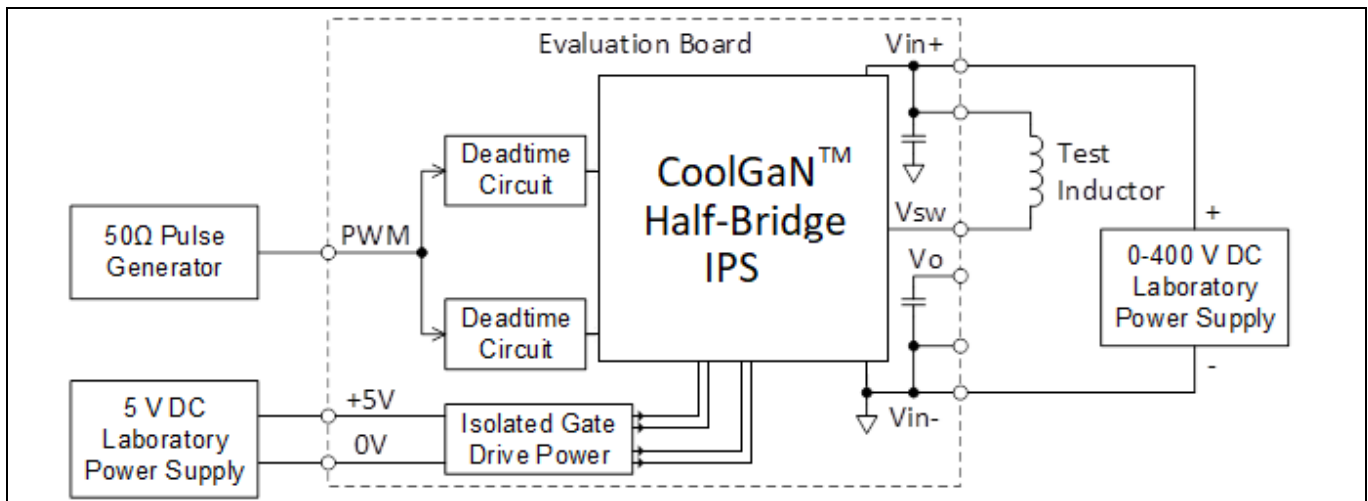 Evaluation Board
Vin+
Deadtime
Circuit
CoolGaN™
Half-Bridge
IPS
Test
Inductor
Vsw
+
50Ω Pulse
Generator
PWM
Vo
0-400 V DC
Laboratory
Power Supply
Deadtime
Circuit
-
5 V DC
Laboratory
Power Supply
+5V
0V
Isolated Gate
Drive Power
Vin-